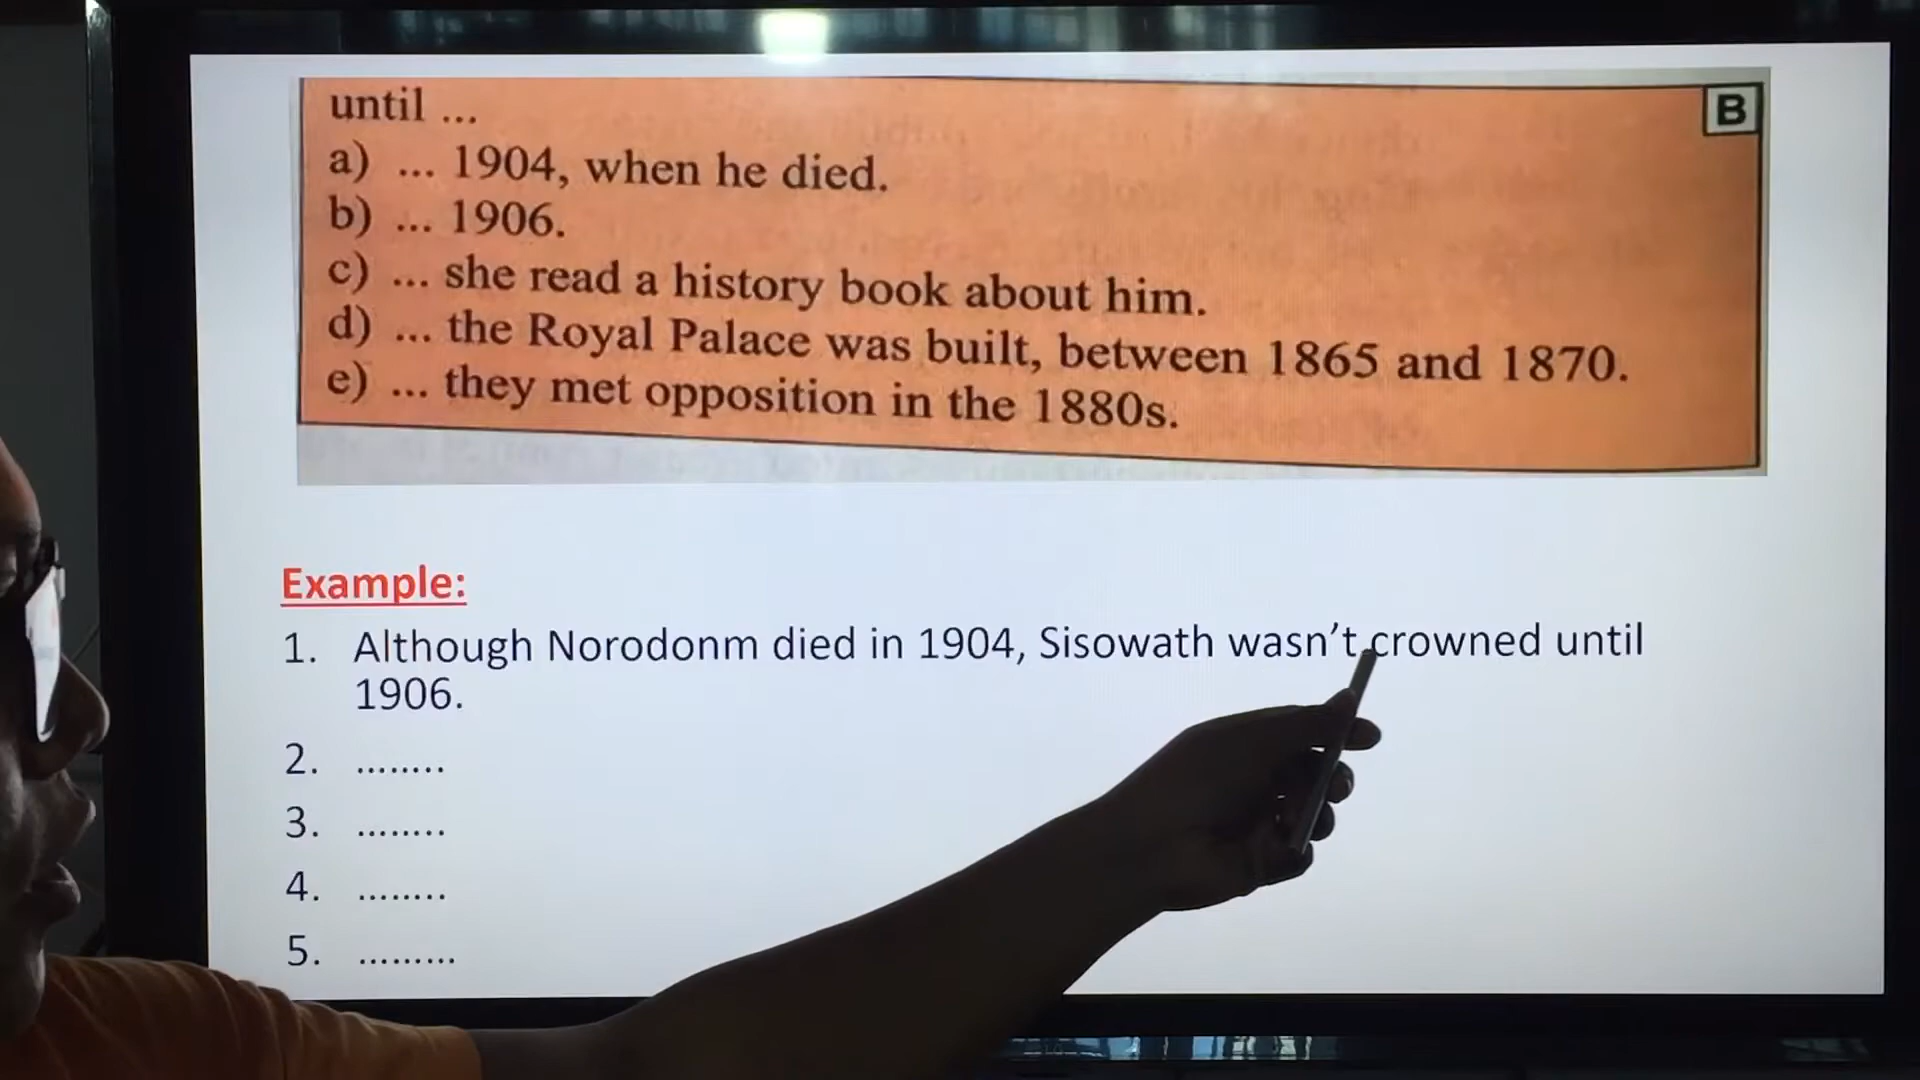 B
until ...
a) ... 1904, when he died.
b) ... 1906.
c) ... she read a history book about him.
d) ... the Royal Palace was built, between 1865 and 1870.
e) ... they met opposition in the 1880s.
Example:
1. Although Norodonm died in 1904, Sisowath wasn't crowned until
1906.
2. ........
3. ........
4. ........
5. .........